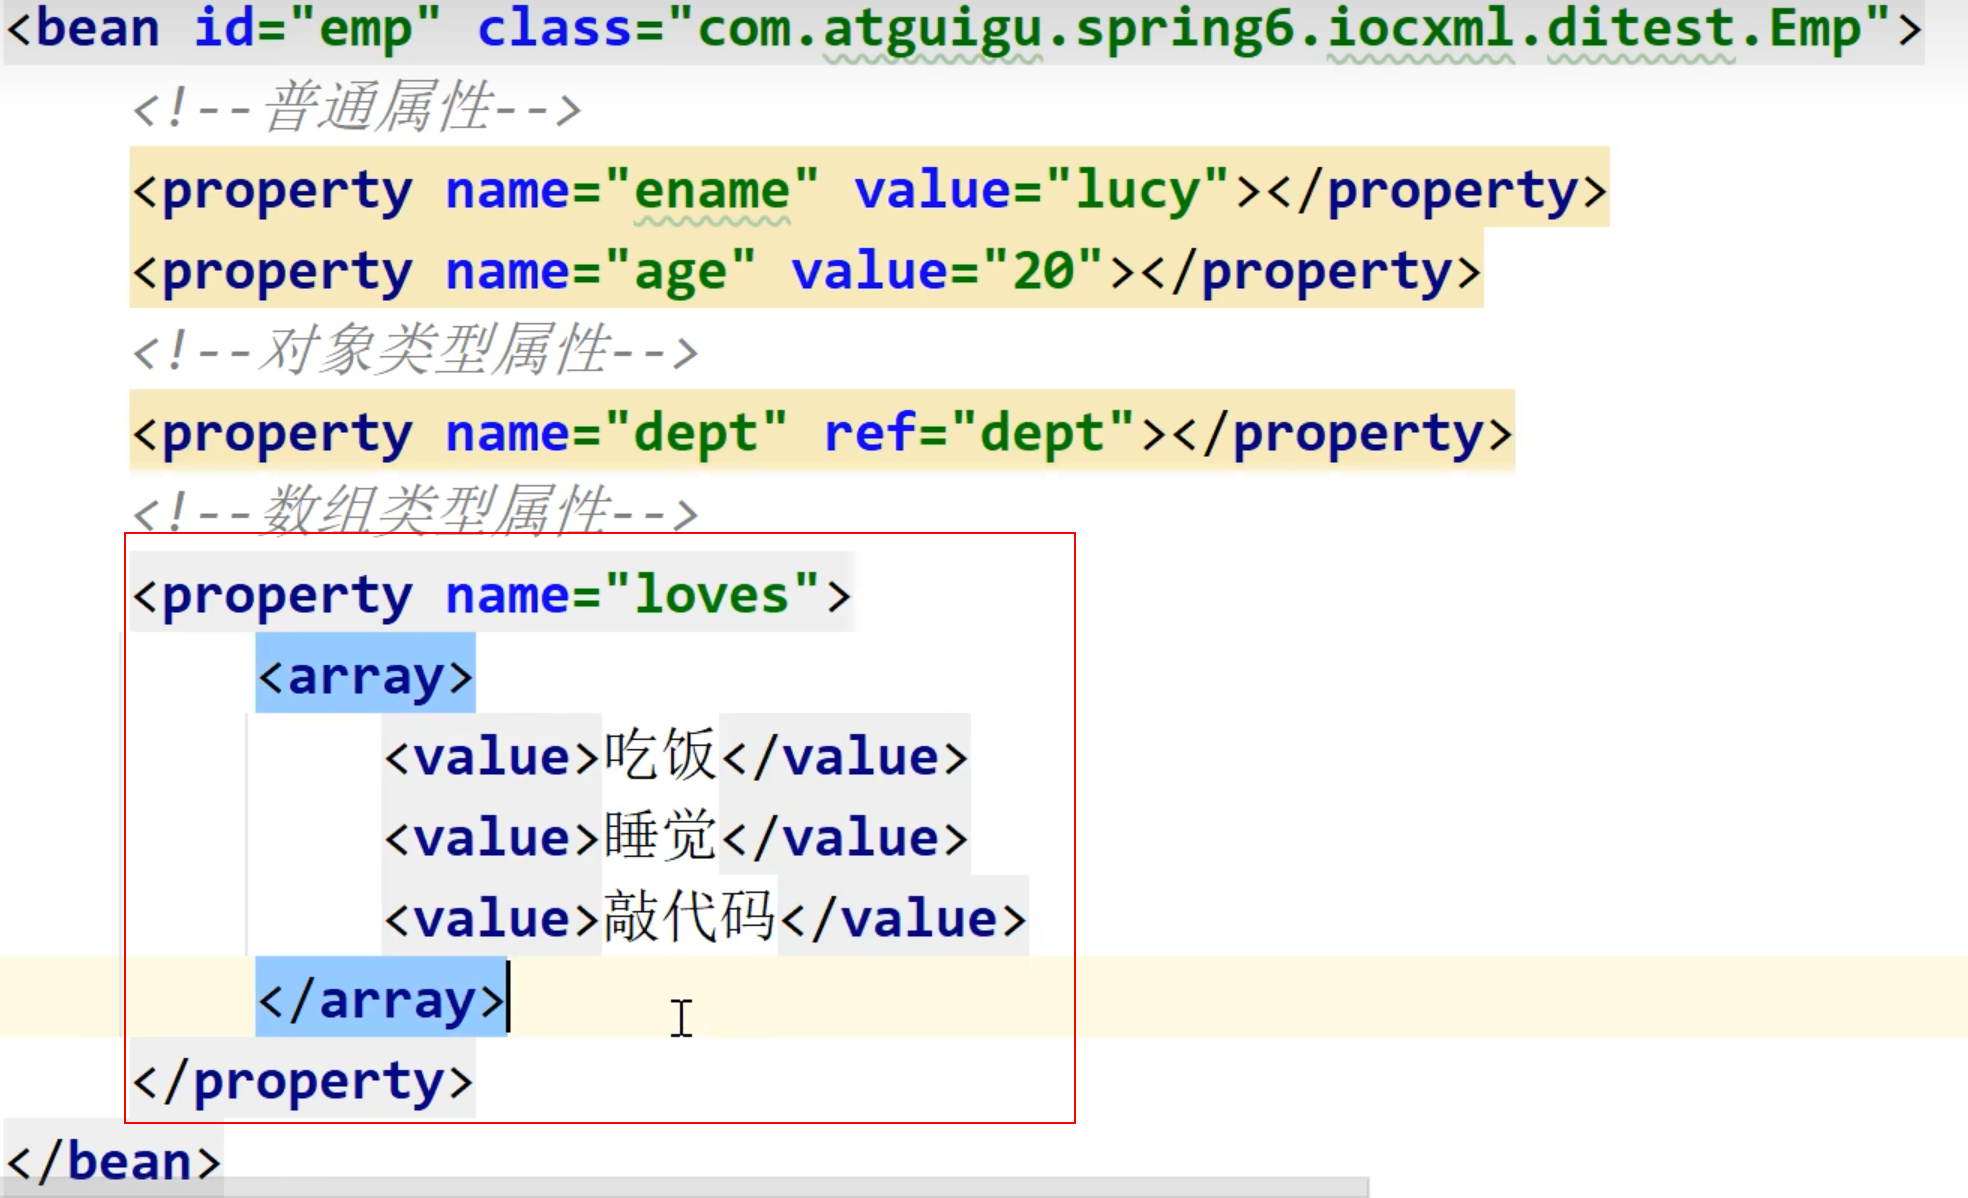 <bean id="emp" class="com.atguigu.spring6.iocxml.ditest.Emp">
<!--普通属性-->
<property name="ename" value="lucy"></property>
<property name="age" value="20"></property>
<!--对象类型属性-->
<property name="dept" ref="dept"></property>
<!--数组类型属性-->
<property name="loves">
<array>
<value>吃饭</value>
<value>睡觉</value>
<value>敲代码</value>
</array>
</property>
</bean>